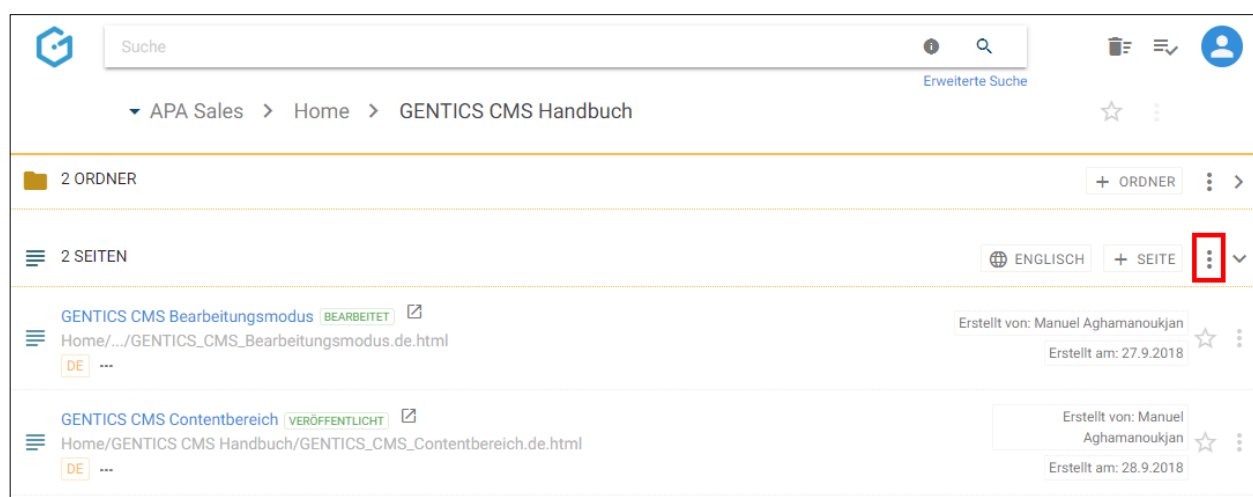 Suche
Erweiterte Suche
APA Sales > Home > GENTICS CMS Handbuch
2 ORDNER
+ ORDNER
2 SEITEN
ENGLISCH
+ SEITE
GENTICS CMS Bearbeitungsmodus BEARBEITET
Home/.../GENTICS_CMS_Bearbeitungsmodus.de.html
DE
Erstellt von: Manuel Aghamanoukjan
Erstellt am: 27.9.2018
GENTICS CMS Contentbereich VERÖFFENTLICHT
Home/GENTICS CMS Handbuch/GENTICS_CMS_Contentbereich.de.html
DE
Erstellt von: Manuel
Aghamanoukjan
Erstellt am: 28.9.2018